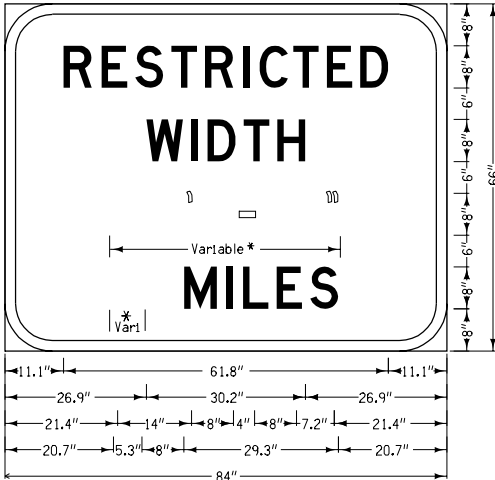 RESTRICTED
WIDTH
' - "
Variable *
MILES
*
Vari
8"
8"
6"
8"
6"
8"
6"
8"
8"
66"
11.1" 61.8" 11.1"
26.9" 30.2" 26.9"
21.4" 14" 8" 4" 8" 7.2" 21.4"
20.7" 5.3" 8" 29.3" 20.7"
84"